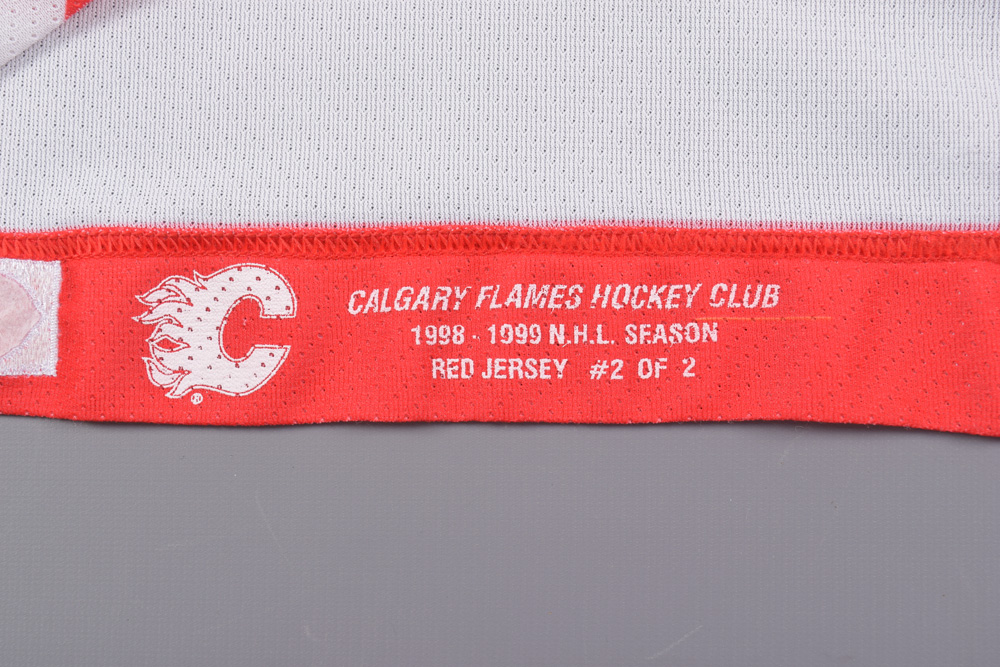 CALGARY FLAMES HOCKEY CLUB
1998 - 1999 N.H.L. SEASON
RED JERSEY #2 OF 2
C
®